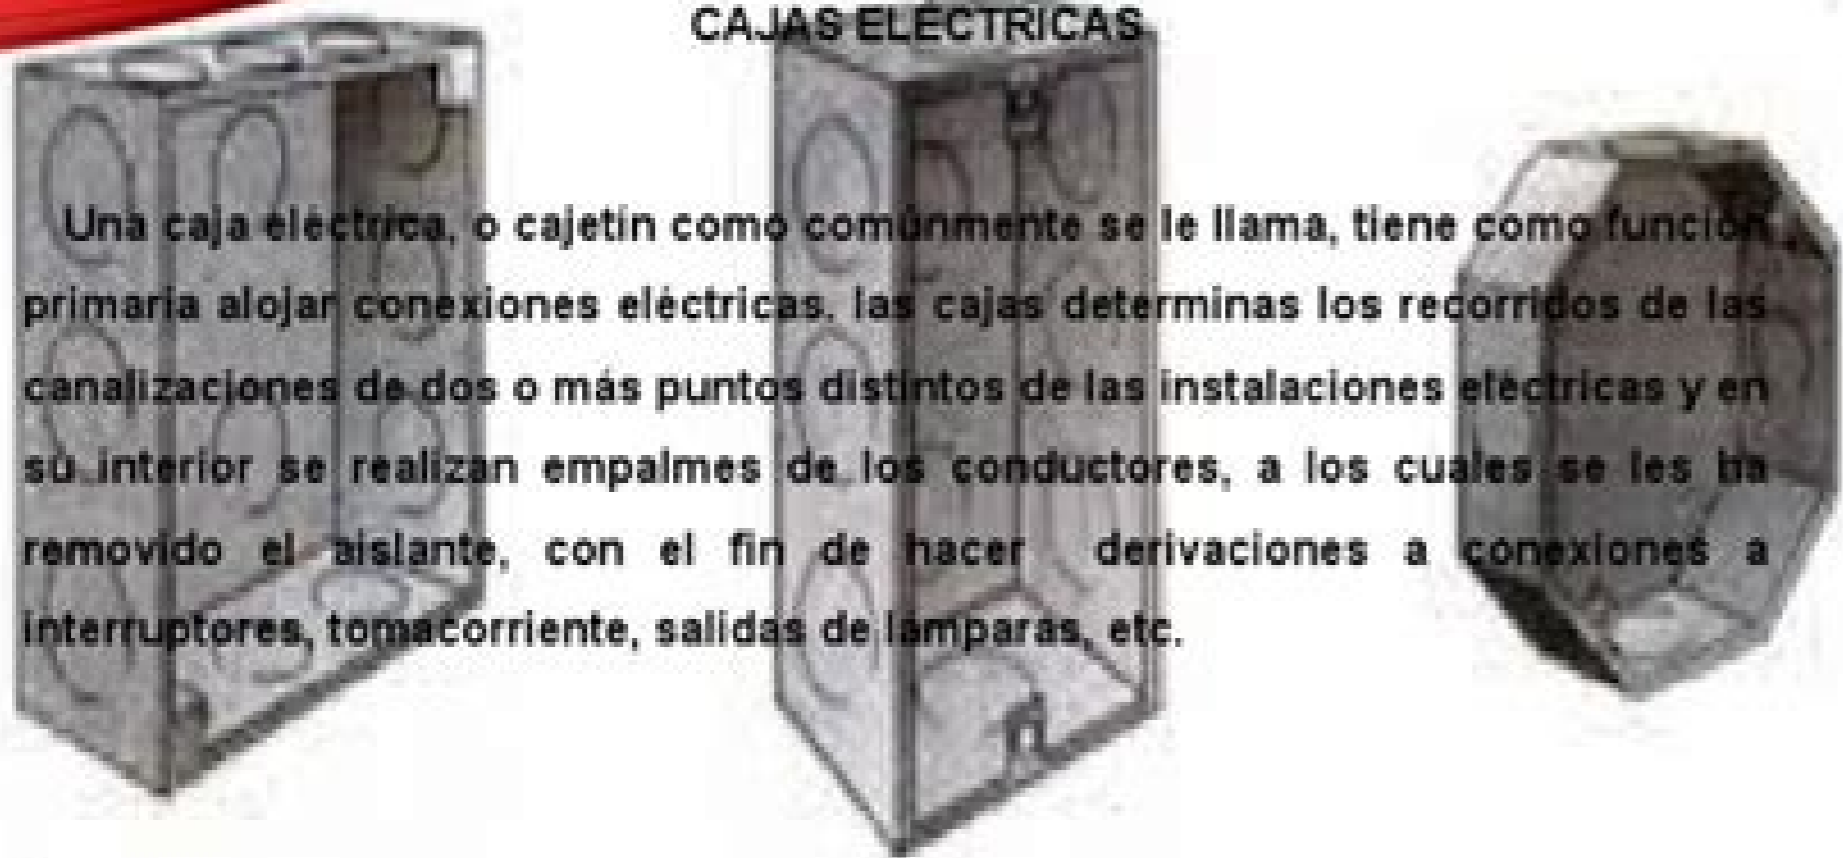 CAJAS ELÉCTRICAS
Una caja eléctrica, o cajetín como comúnmente se le llama, tiene como función
primaria alojar conexiones eléctricas. las cajas determinas los recorridos de las
canalizaciones de dos o más puntos distintos de las instalaciones eléctricas y en
su interior se realizan empalmes de los conductores, a los cuales se les ha
removido el aislante, con el fin de hacer derivaciones a conexiones a
interruptores, tomacorriente, salidas de lámparas, etc.